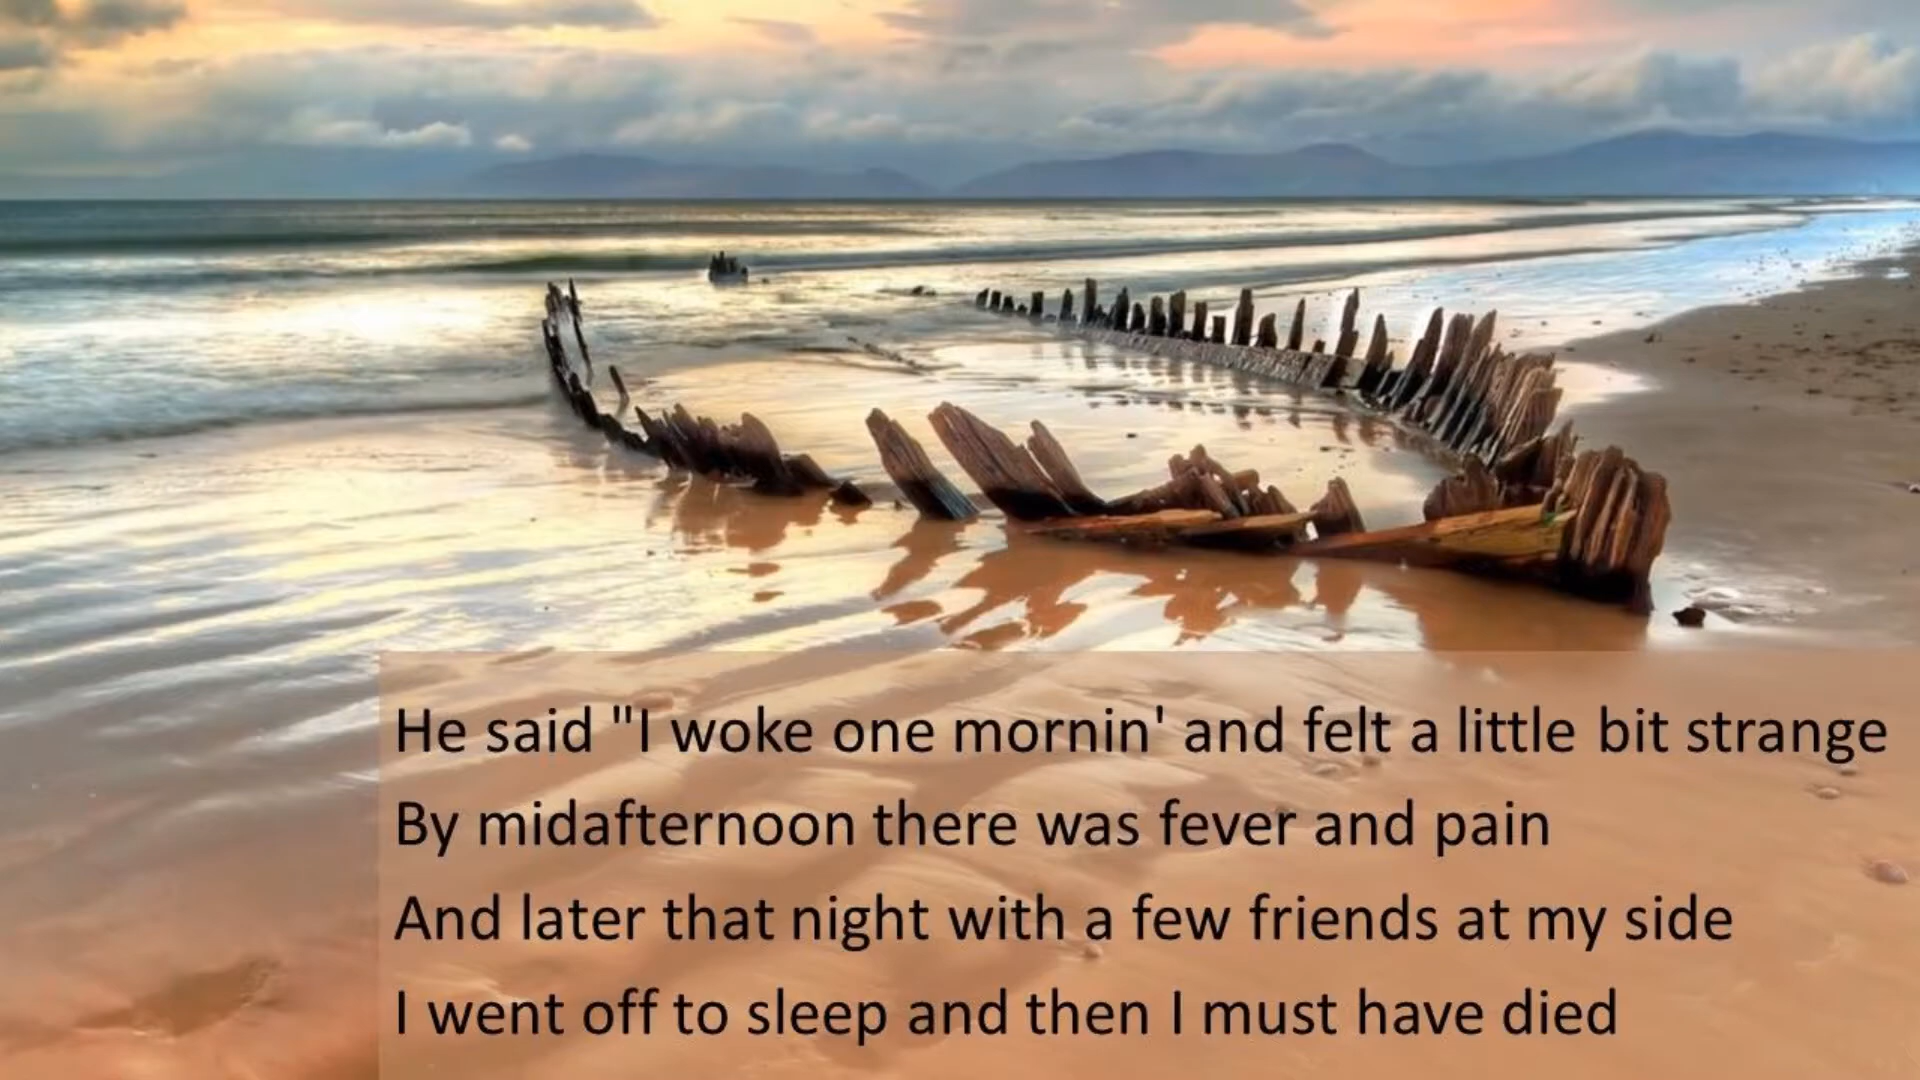 He said "I woke one mornin' and felt a little bit strange
By midafternoon there was fever and pain
And later that night with a few friends at my side
I went off to sleep and then I must have died